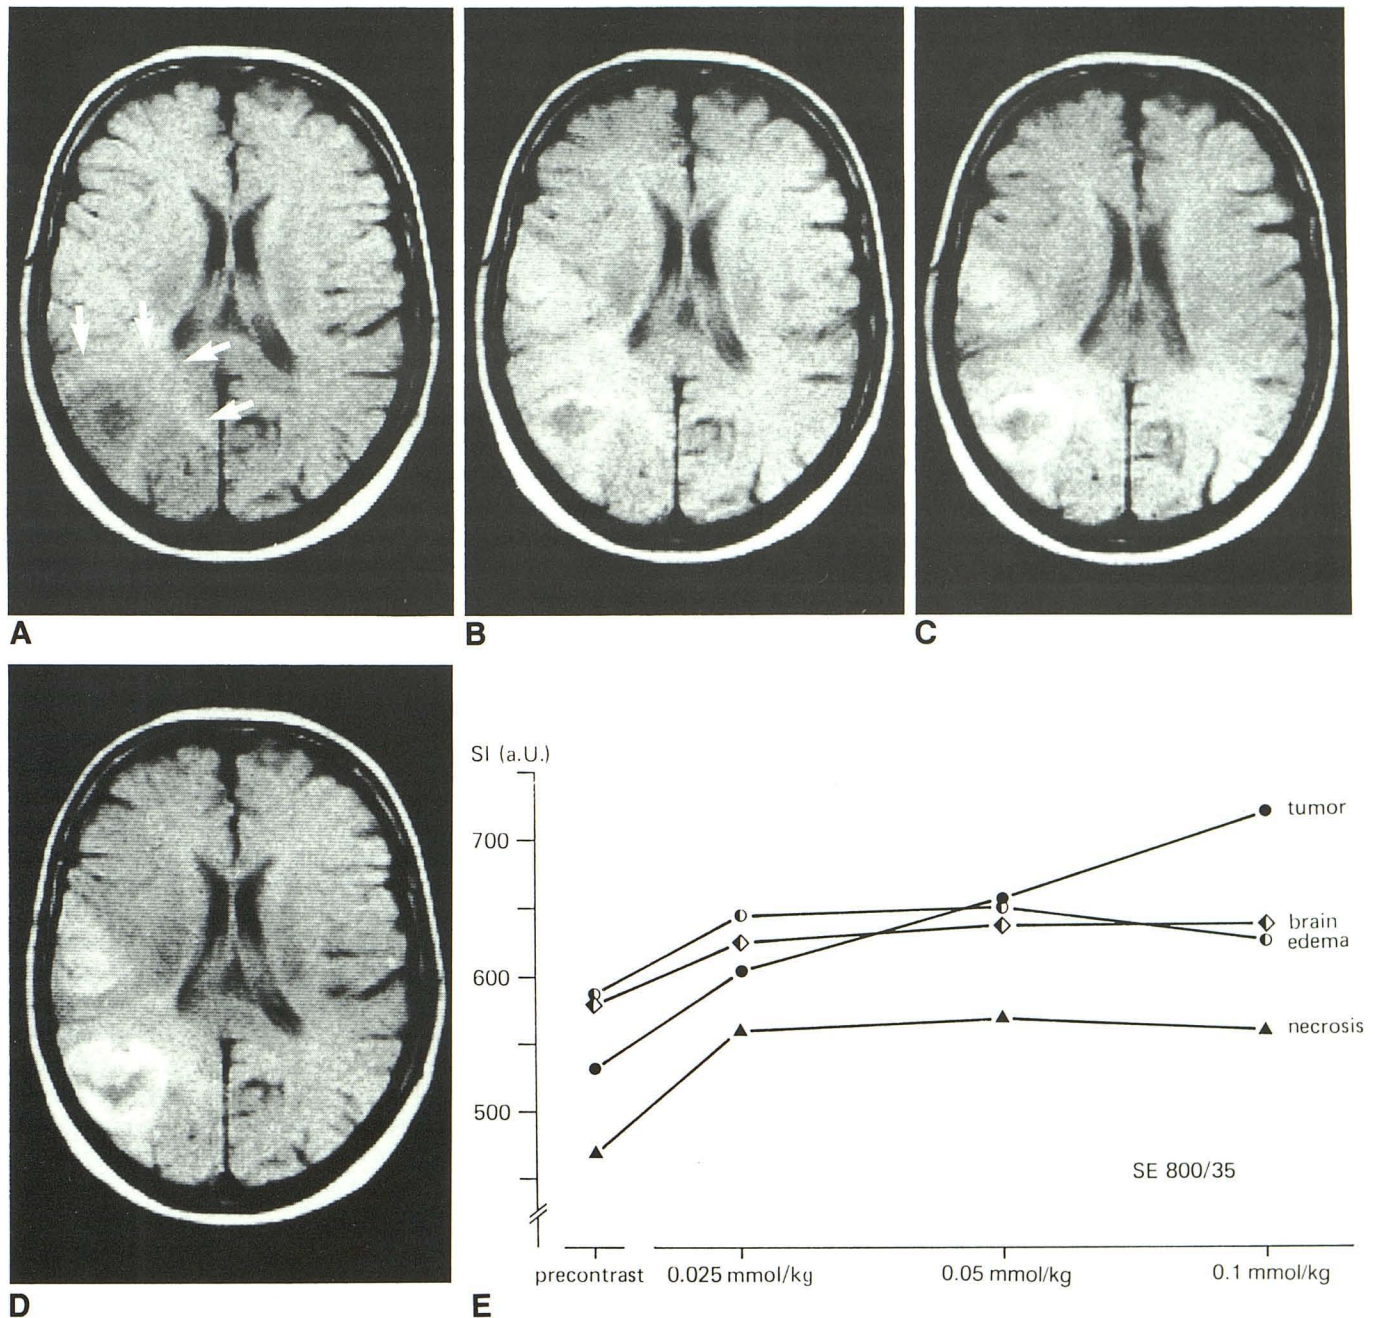 A
B
C
D
SI (a.U.)
700
600
500
tumor
brain
edema
necrosis
SE 800/35
precontrast
0.025 mmol/kg
0.05 mmol/kg
0.1 mmol/kg
E